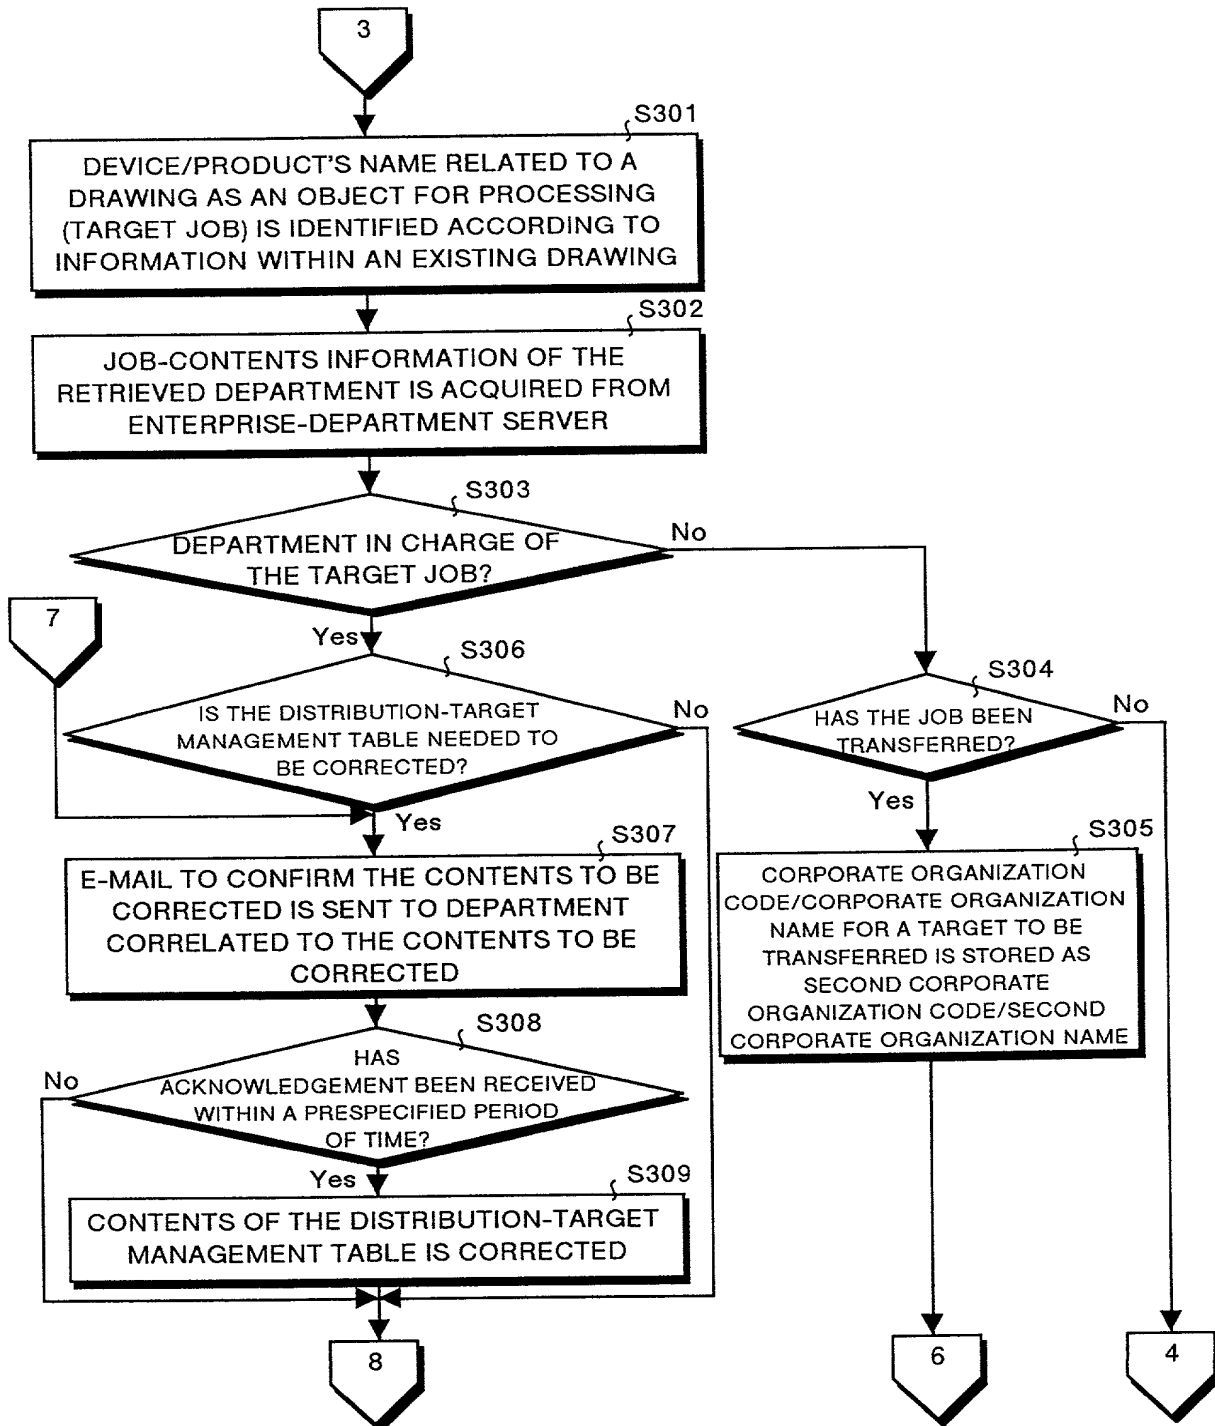 3
S301
DEVICE/PRODUCT'S NAME RELATED TO A
DRAWING AS AN OBJECT FOR PROCESSING
(TARGET JOB) IS IDENTIFIED ACCORDING TO
INFORMATION WITHIN AN EXISTING DRAWING
S302
JOB-CONTENTS INFORMATION OF THE
RETRIEVED DEPARTMENT IS ACQUIRED FROM
ENTERPRISE-DEPARTMENT SERVER
S303
DEPARTMENT IN CHARGE OF
THE TARGET JOB?
No
Yes
7
S306
IS THE DISTRIBUTION-TARGET
MANAGEMENT TABLE NEEDED TO
BE CORRECTED?
No
Yes
S304
HAS THE JOB BEEN
TRANSFERRED?
No
Yes
S307
E-MAIL TO CONFIRM THE CONTENTS TO BE
CORRECTED IS SENT TO DEPARTMENT
CORRELATED TO THE CONTENTS TO BE
CORRECTED
S305
CORPORATE ORGANIZATION
CODE/CORPORATE ORGANIZATION
NAME FOR A TARGET TO BE
TRANSFERRED IS STORED AS
SECOND CORPORATE
ORGANIZATION CODE/SECOND
CORPORATE ORGANIZATION NAME
S308
HAS
ACKNOWLEDGEMENT BEEN RECEIVED
WITHIN A PRESPECIFIED PERIOD
OF TIME?
No
Yes
S309
CONTENTS OF THE DISTRIBUTION-TARGET
MANAGEMENT TABLE IS CORRECTED
8
6
4